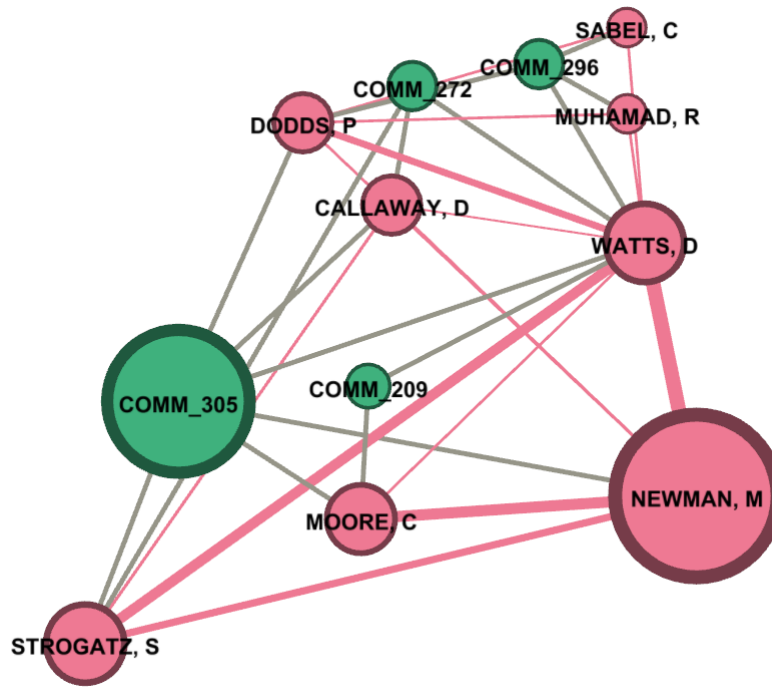 SABEL, C
COMM_296
COMM_272
MUHAMAD, R
DODDS, P
CALLAWAY, D
WATTS, D
COMM_209
COMM_305
NEWMAN, M
MOORE, C
STROGATZ, S